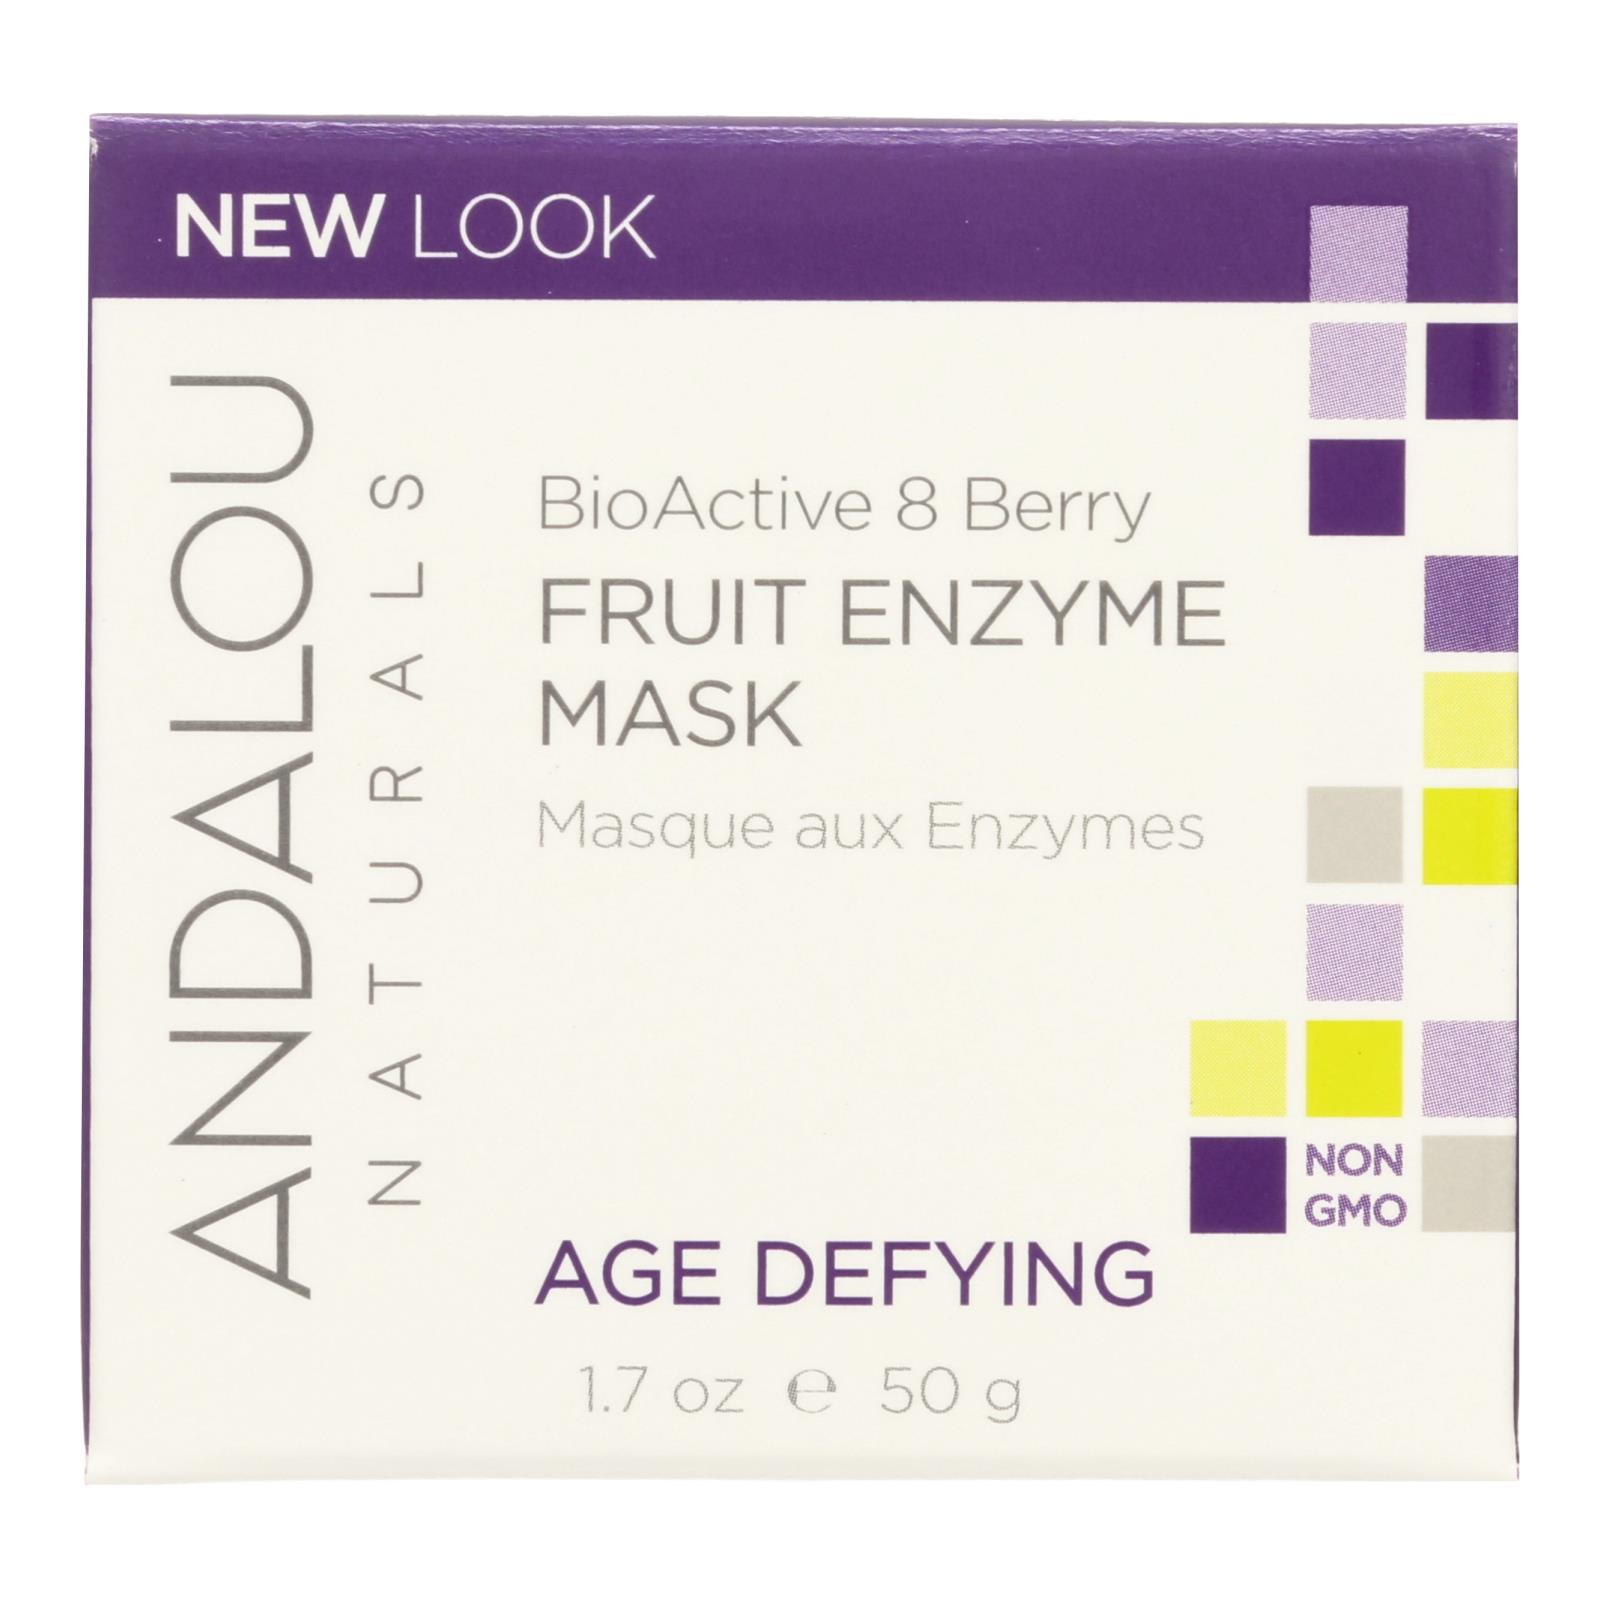 NEW LOOK
ANDALOU
NATURALS
BioActive 8 Berry
FRUIT ENZYME
MASK
Masque aux Enzymes
NON
GMO
AGE DEFYING
1.7 oz ℮ 50 g